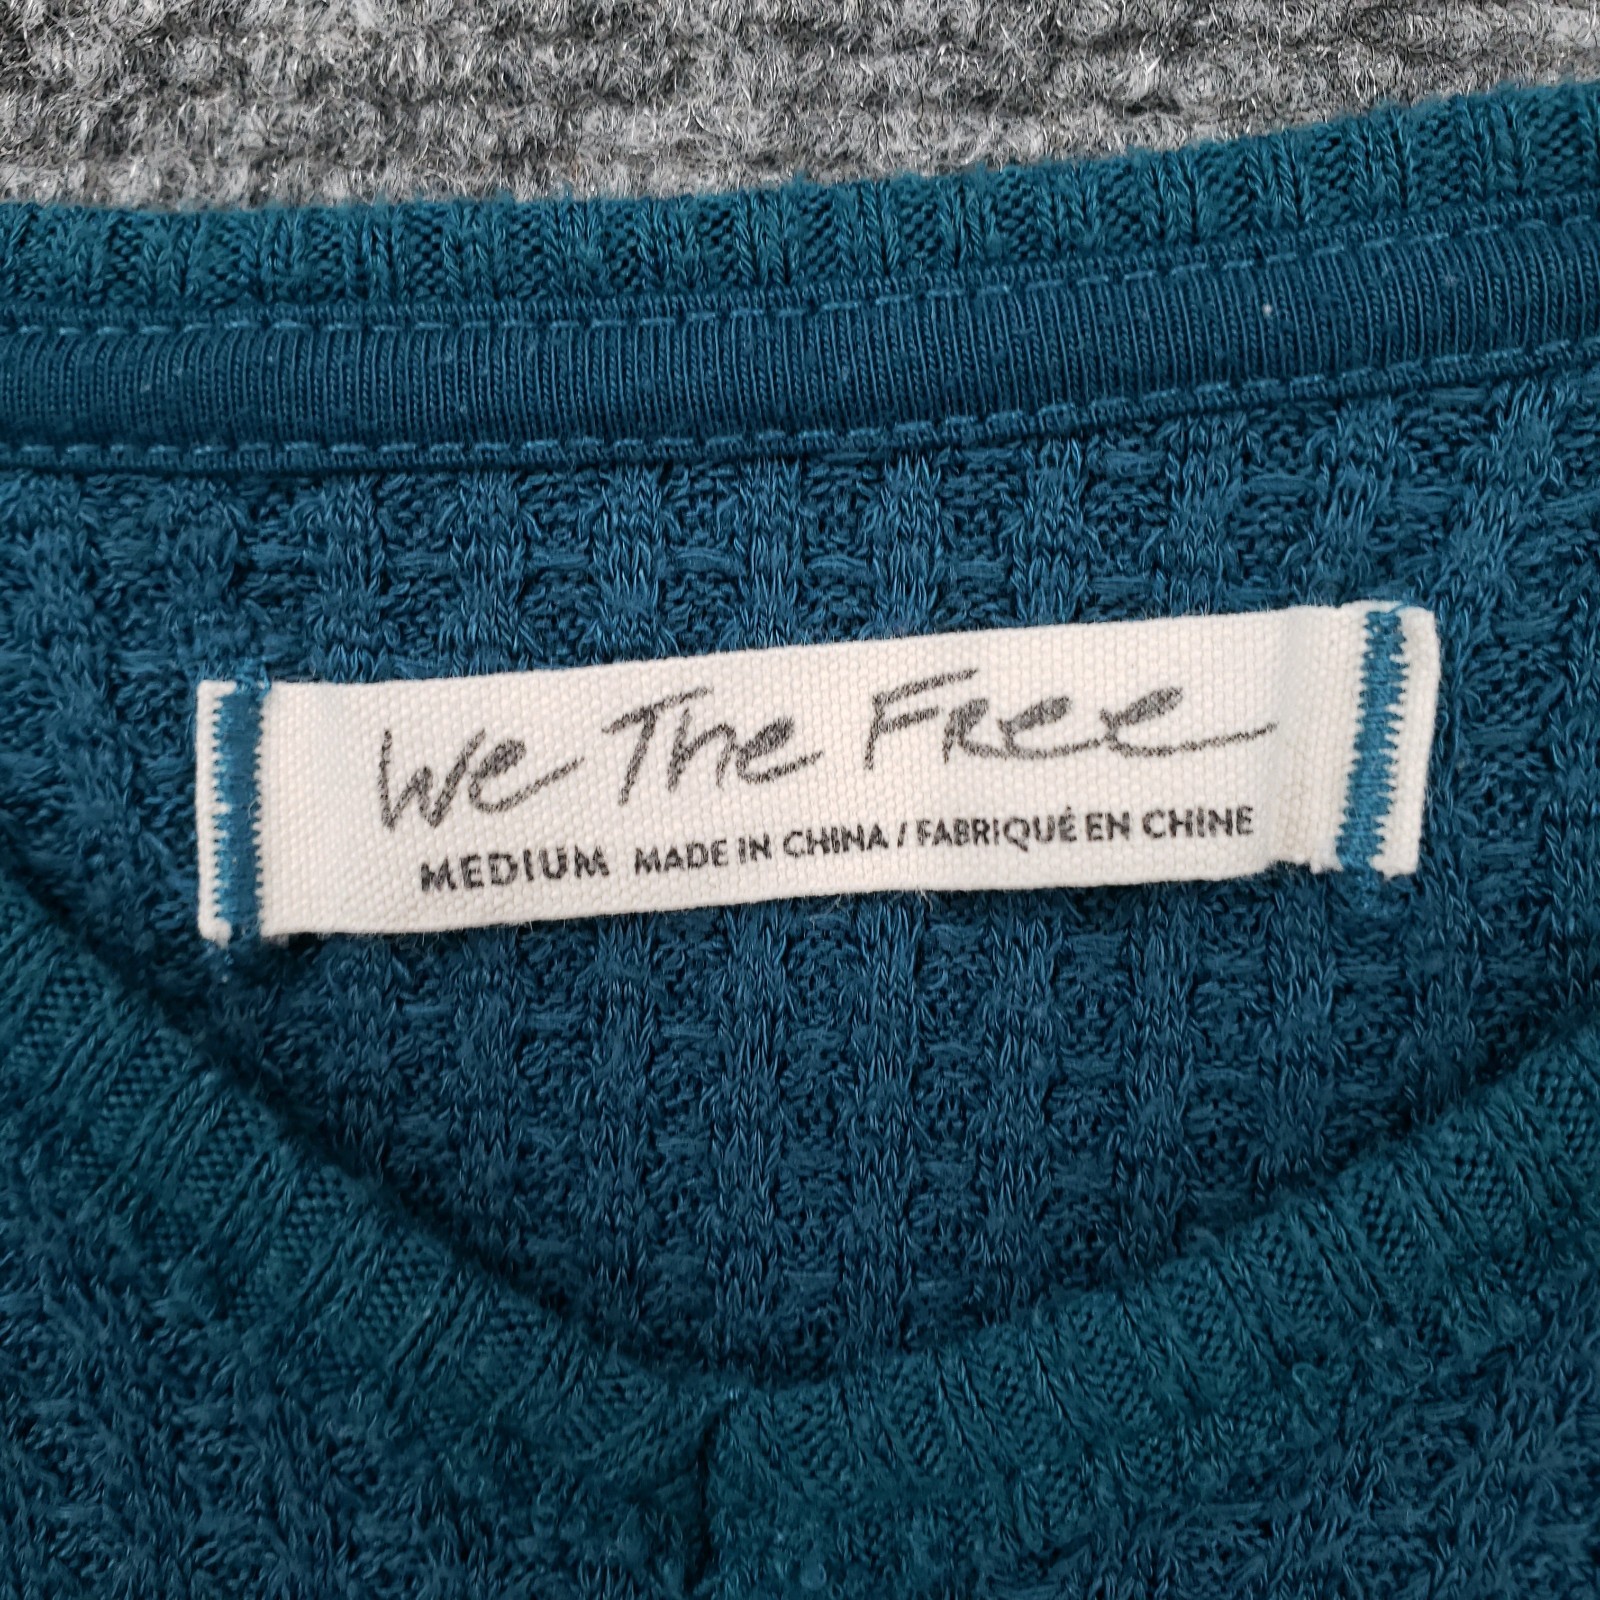 We The Free
MEDIUM MADE IN CHINA / FABRIQUÉ EN CHINE